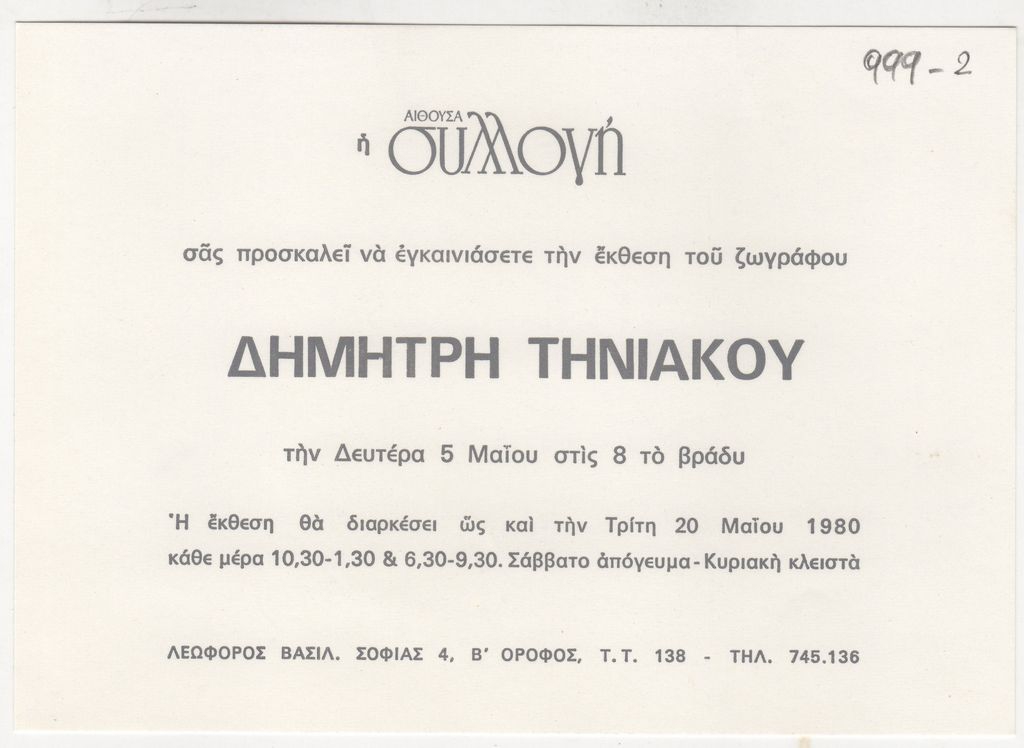 999-2
ΑΙΘΟΥΣΑ
ἡ συλλογή
σᾶς προσκαλεῖ νὰ ἐγκαινιάσετε τὴν ἔκθεση τοῦ ζωγράφου
ΔΗΜΗΤΡΗ ΤΗΝΙΑΚΟΥ
τὴν Δευτέρα 5 Μαΐου στὶς 8 τὸ βράδυ
Ἡ ἔκθεση θὰ διαρκέσει ὥς καὶ τὴν Τρίτη 20 Μαΐου 1980
κάθε μέρα 10,30-1,30 & 6,30-9,30. Σάββατο ἀπόγευμα-Κυριακὴ κλειστὰ
ΛΕΩΦΟΡΟΣ ΒΑΣΙΛ. ΣΟΦΙΑΣ 4, Β' ΟΡΟΦΟΣ, Τ.Τ. 138 - ΤΗΛ. 745.136